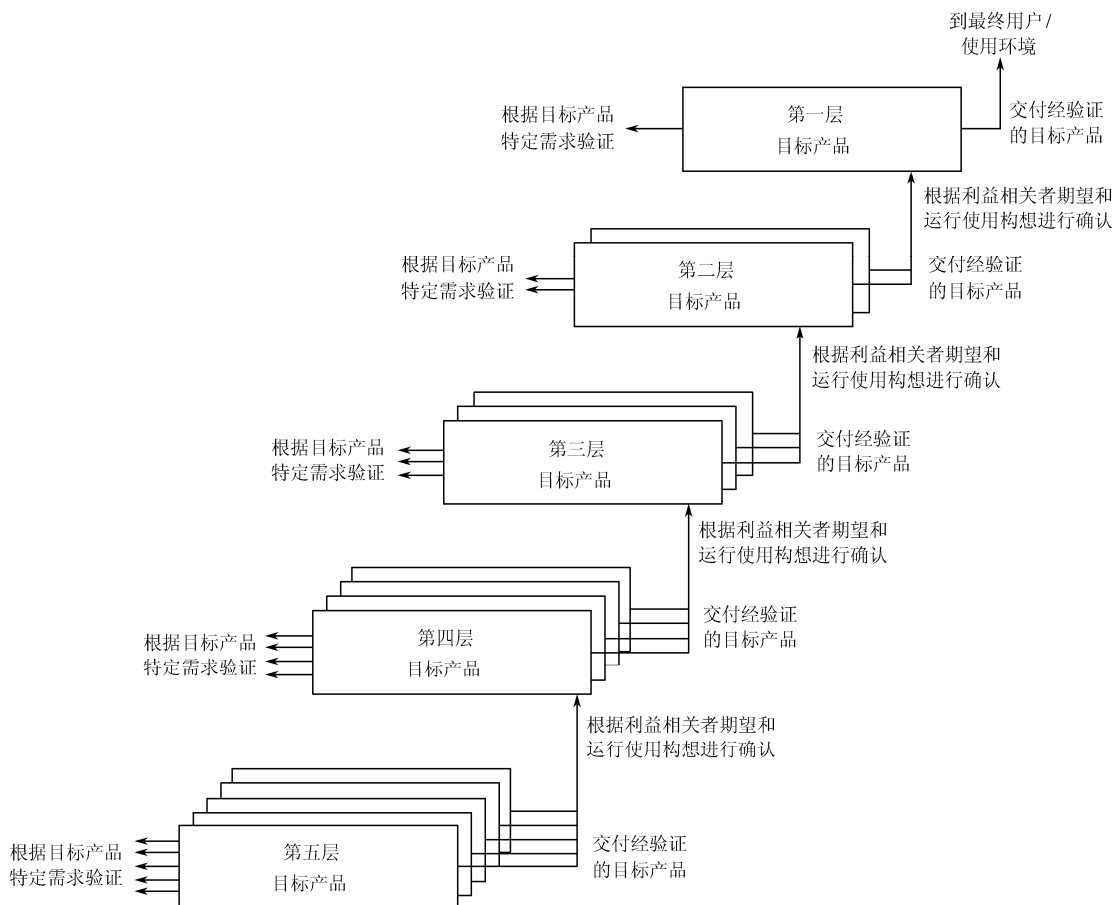 到最终用户/
使用环境
根据目标产品
特定需求验证
第一层
目标产品
交付经验证
的目标产品
根据利益相关者期望和
运行使用构想进行确认
根据目标产品
特定需求验证
第二层
目标产品
交付经验证
的目标产品
根据利益相关者期望和
运行使用构想进行确认
根据目标产品
特定需求验证
第三层
目标产品
交付经验证
的目标产品
根据利益相关者期望和
运行使用构想进行确认
根据目标产品
特定需求验证
第四层
目标产品
交付经验证
的目标产品
根据利益相关者期望和
运行使用构想进行确认
根据目标产品
特定需求验证
第五层
目标产品
交付经验证
的目标产品